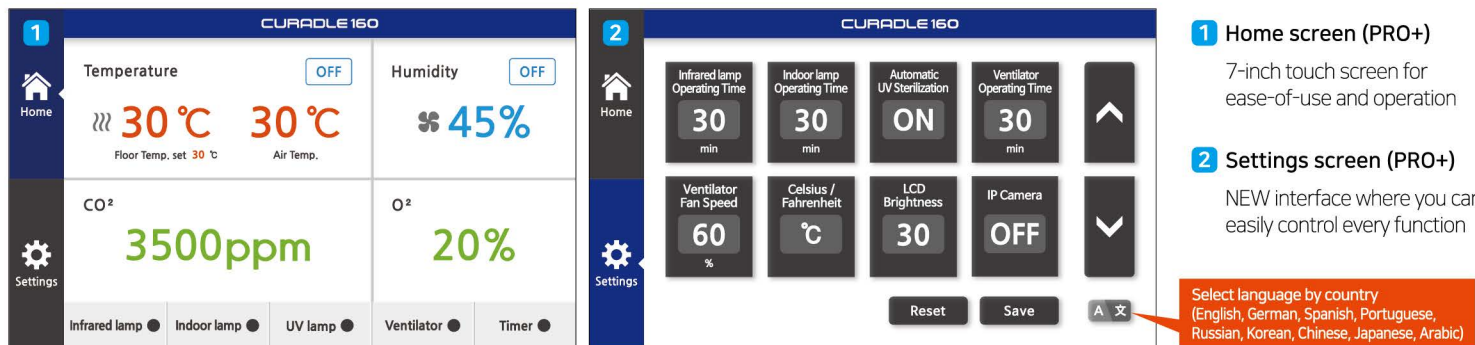 1
CURADLE 160
Home
Settings
Temperature
OFF
30 ℃
30 ℃
Floor Temp. set 30 ℃
Air Temp.
Humidity
OFF
45%
CO²
3500ppm
O²
20%
Infrared lamp
Indoor lamp
UV lamp
Ventilator
Timer
2
CURADLE 160
Home
Settings
Infrared lamp
Operating Time
30
min
Indoor lamp
Operating Time
30
min
Automatic
UV Sterilization
ON
Ventilator
Operating Time
30
min
Ventilator
Fan Speed
60
%
Celsius /
Fahrenheit
℃
LCD
Brightness
30
IP Camera
OFF
Reset
Save
A 文
1 Home screen (PRO+)
7-inch touch screen for
ease-of-use and operation
2 Settings screen (PRO+)
NEW interface where you can
easily control every function
Select language by country
(English, German, Spanish, Portuguese,
Russian, Korean, Chinese, Japanese, Arabic)